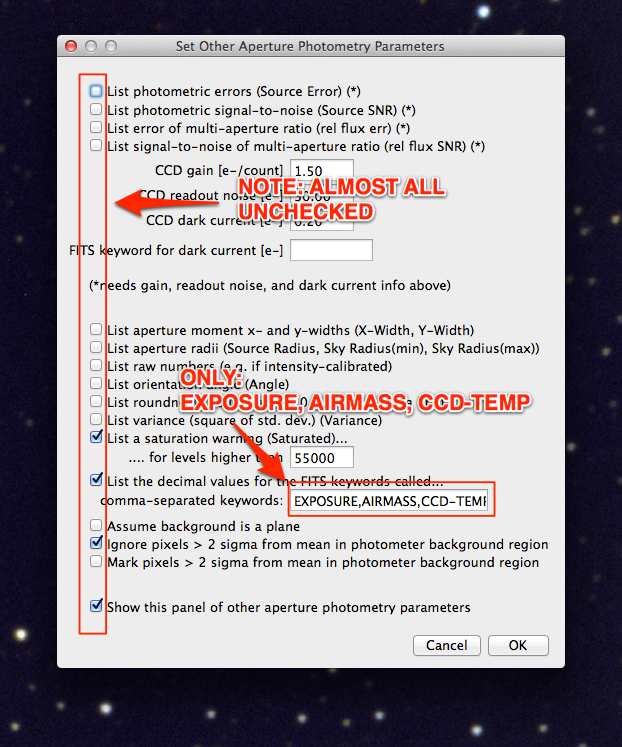 Set Other Aperture Photometry Parameters
List photometric errors (Source Error) (*)
List photometric signal-to-noise (Source SNR) (*)
List error of multi-aperture ratio (rel flux err) (*)
List signal-to-noise of multi-aperture ratio (rel flux SNR) (*)
CCD gain [e-/count] 1.50
CCD readout noise [e-] 30.00
NOTE: ALMOST ALL
UNCHECKED
CCD dark current [e-] 0.20
FITS keyword for dark current [e-]
(*needs gain, readout noise, and dark current info above)
List aperture moment x- and y-widths (X-Width, Y-Width)
List aperture radii (Source Radius, Sky Radius(min), Sky Radius(max))
List raw numbers (e.g. if intensity-calibrated)
List orientation angle (Angle)
ONLY:
EXPOSURE, AIRMASS, CCD-TEMP
List
List variance (square of std. dev.) (Variance)
List a saturation warning (Saturated)...
.... for levels higher than 55000
List the decimal values for the FITS keywords called...
comma-separated keywords: EXPOSURE,AIRMASS,CCD-TEMP
Assume background is a plane
Ignore pixels > 2 sigma from mean in photometer background region
Mark pixels > 2 sigma from mean in photometer background region
Show this panel of other aperture photometry parameters
Cancel OK